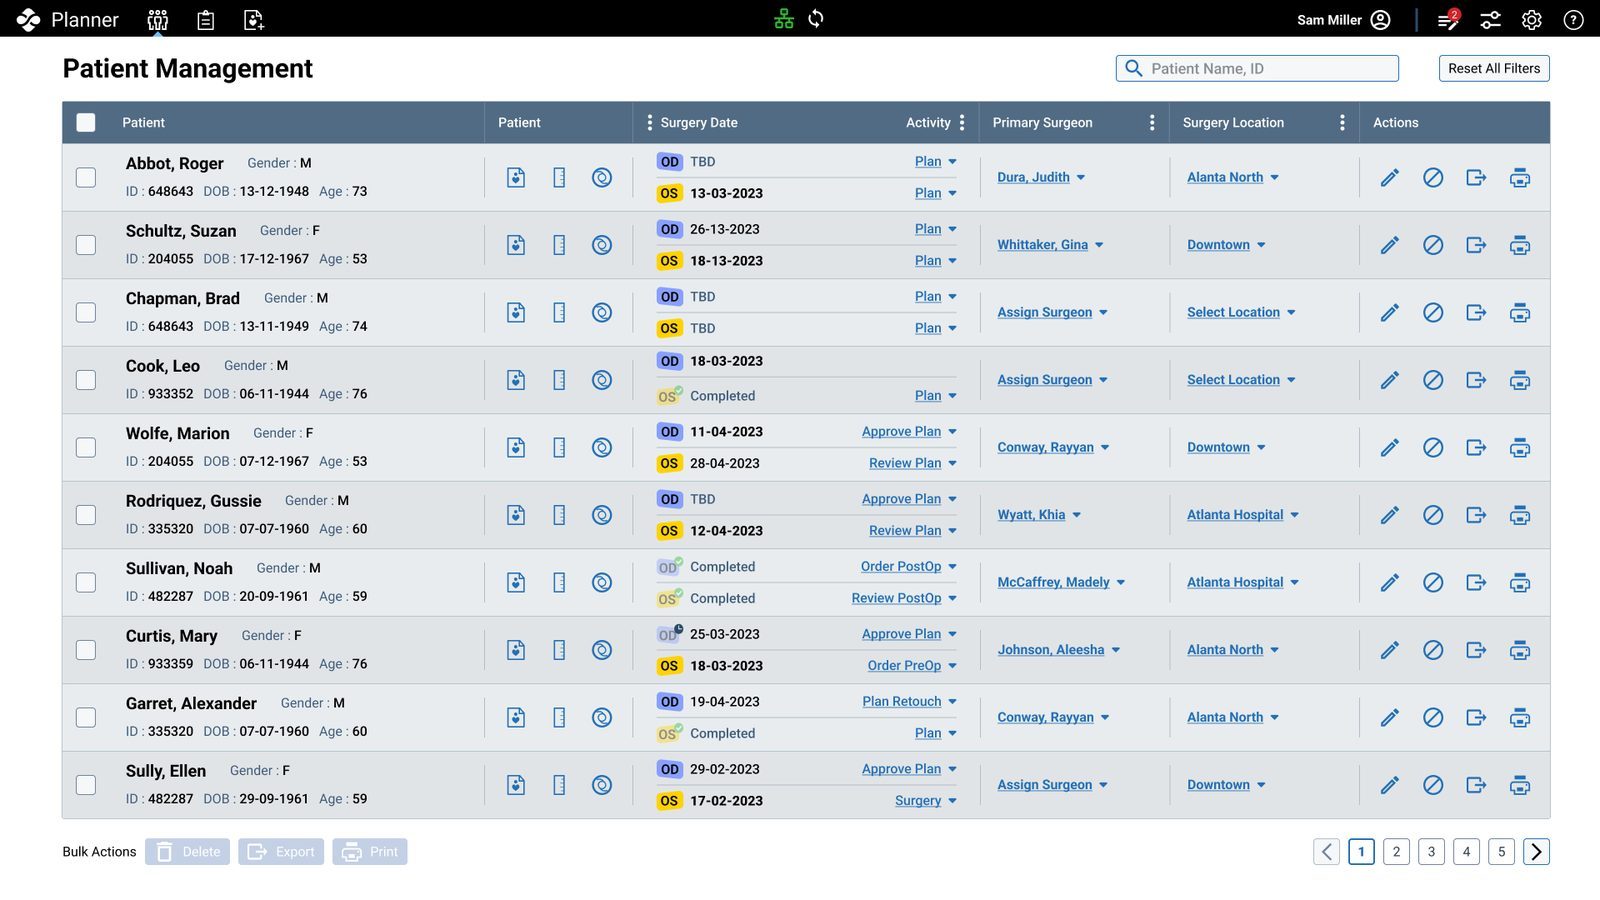 Planner
Sam Miller
2
Patient Management
Patient Name, ID
Reset All Filters
Patient Patient Surgery Date Activity Primary Surgeon Surgery Location Actions
Abbot, Roger Gender : M
ID : 648643 DOB : 13-12-1948 Age : 73
OD TBD Plan
OS 13-03-2023 Plan
Dura, Judith
Alanta North
Schultz, Suzan Gender : F
ID : 204055 DOB : 17-12-1967 Age : 53
OD 26-13-2023 Plan
OS 18-13-2023 Plan
Whittaker, Gina
Downtown
Chapman, Brad Gender : M
ID : 648643 DOB : 13-11-1949 Age : 74
OD TBD Plan
OS TBD Plan
Assign Surgeon
Select Location
Cook, Leo Gender : M
ID : 933352 DOB : 06-11-1944 Age : 76
OD 18-03-2023
OS Completed Plan
Assign Surgeon
Select Location
Wolfe, Marion Gender : F
ID : 204055 DOB : 07-12-1967 Age : 53
OD 11-04-2023 Approve Plan
OS 28-04-2023 Review Plan
Conway, Rayyan
Downtown
Rodriquez, Gussie Gender : M
ID : 335320 DOB : 07-07-1960 Age : 60
OD TBD Approve Plan
OS 12-04-2023 Review Plan
Wyatt, Khia
Atlanta Hospital
Sullivan, Noah Gender : M
ID : 482287 DOB : 20-09-1961 Age : 59
OD Completed Order PostOp
OS Completed Review PostOp
McCaffrey, Madely
Atlanta Hospital
Curtis, Mary Gender : F
ID : 933359 DOB : 06-11-1944 Age : 76
OD 25-03-2023 Approve Plan
OS 18-03-2023 Order PreOp
Johnson, Aleesha
Alanta North
Garret, Alexander Gender : M
ID : 335320 DOB : 07-07-1960 Age : 60
OD 19-04-2023 Plan Retouch
OS Completed Plan
Conway, Rayyan
Alanta North
Sully, Ellen Gender : F
ID : 482287 DOB : 29-09-1961 Age : 59
OD 29-02-2023 Approve Plan
OS 17-02-2023 Surgery
Assign Surgeon
Downtown
Bulk Actions Delete Export Print
1 2 3 4 5